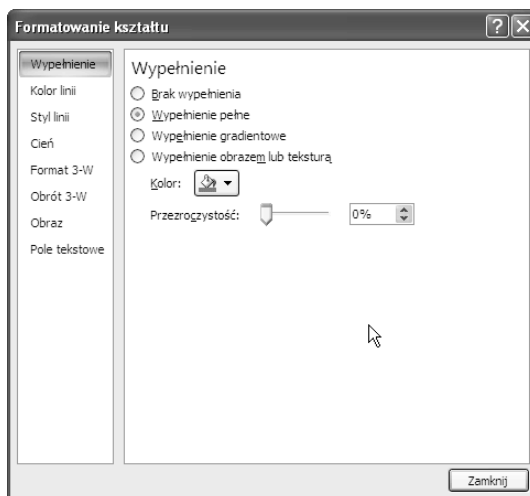 Formatowanie kształtu
Wypełnienie
Kolor linii
Styl linii
Cień
Format 3-W
Obrót 3-W
Obraz
Pole tekstowe
Wypełnienie
Brak wypełnienia
Wypełnienie pełne
Wypełnienie gradientowe
Wypełnienie obrazem lub teksturą
Kolor:
Przezroczystość: 0%
Zamknij